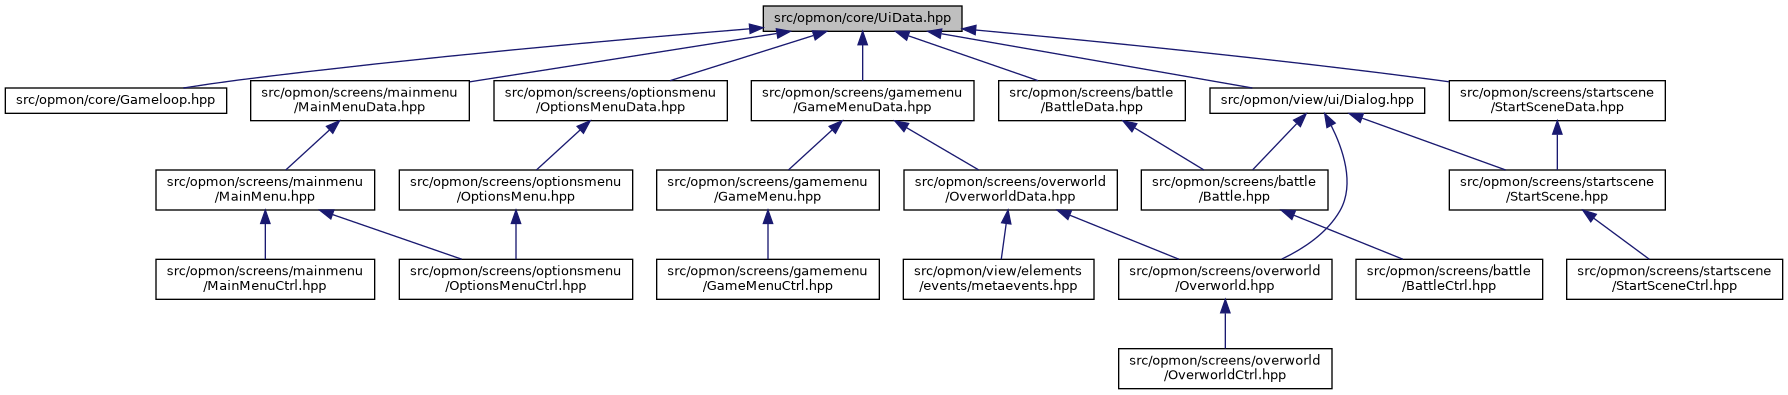 src/opmon/core/UiData.hpp
src/opmon/core/Gameloop.hpp
src/opmon/screens/mainmenu
/MainMenuData.hpp
src/opmon/screens/optionsmenu
/OptionsMenuData.hpp
src/opmon/screens/gamemenu
/GameMenuData.hpp
src/opmon/screens/battle
/BattleData.hpp
src/opmon/view/ui/Dialog.hpp
src/opmon/screens/startscene
/StartSceneData.hpp
src/opmon/screens/mainmenu
/MainMenu.hpp
src/opmon/screens/optionsmenu
/OptionsMenu.hpp
src/opmon/screens/gamemenu
/GameMenu.hpp
src/opmon/screens/overworld
/OverworldData.hpp
src/opmon/screens/battle
/Battle.hpp
src/opmon/screens/startscene
/StartScene.hpp
src/opmon/screens/mainmenu
/MainMenuCtrl.hpp
src/opmon/screens/optionsmenu
/OptionsMenuCtrl.hpp
src/opmon/screens/gamemenu
/GameMenuCtrl.hpp
src/opmon/view/elements
/events/metaevents.hpp
src/opmon/screens/overworld
/Overworld.hpp
src/opmon/screens/battle
/BattleCtrl.hpp
src/opmon/screens/startscene
/StartSceneCtrl.hpp
src/opmon/screens/overworld
/OverworldCtrl.hpp